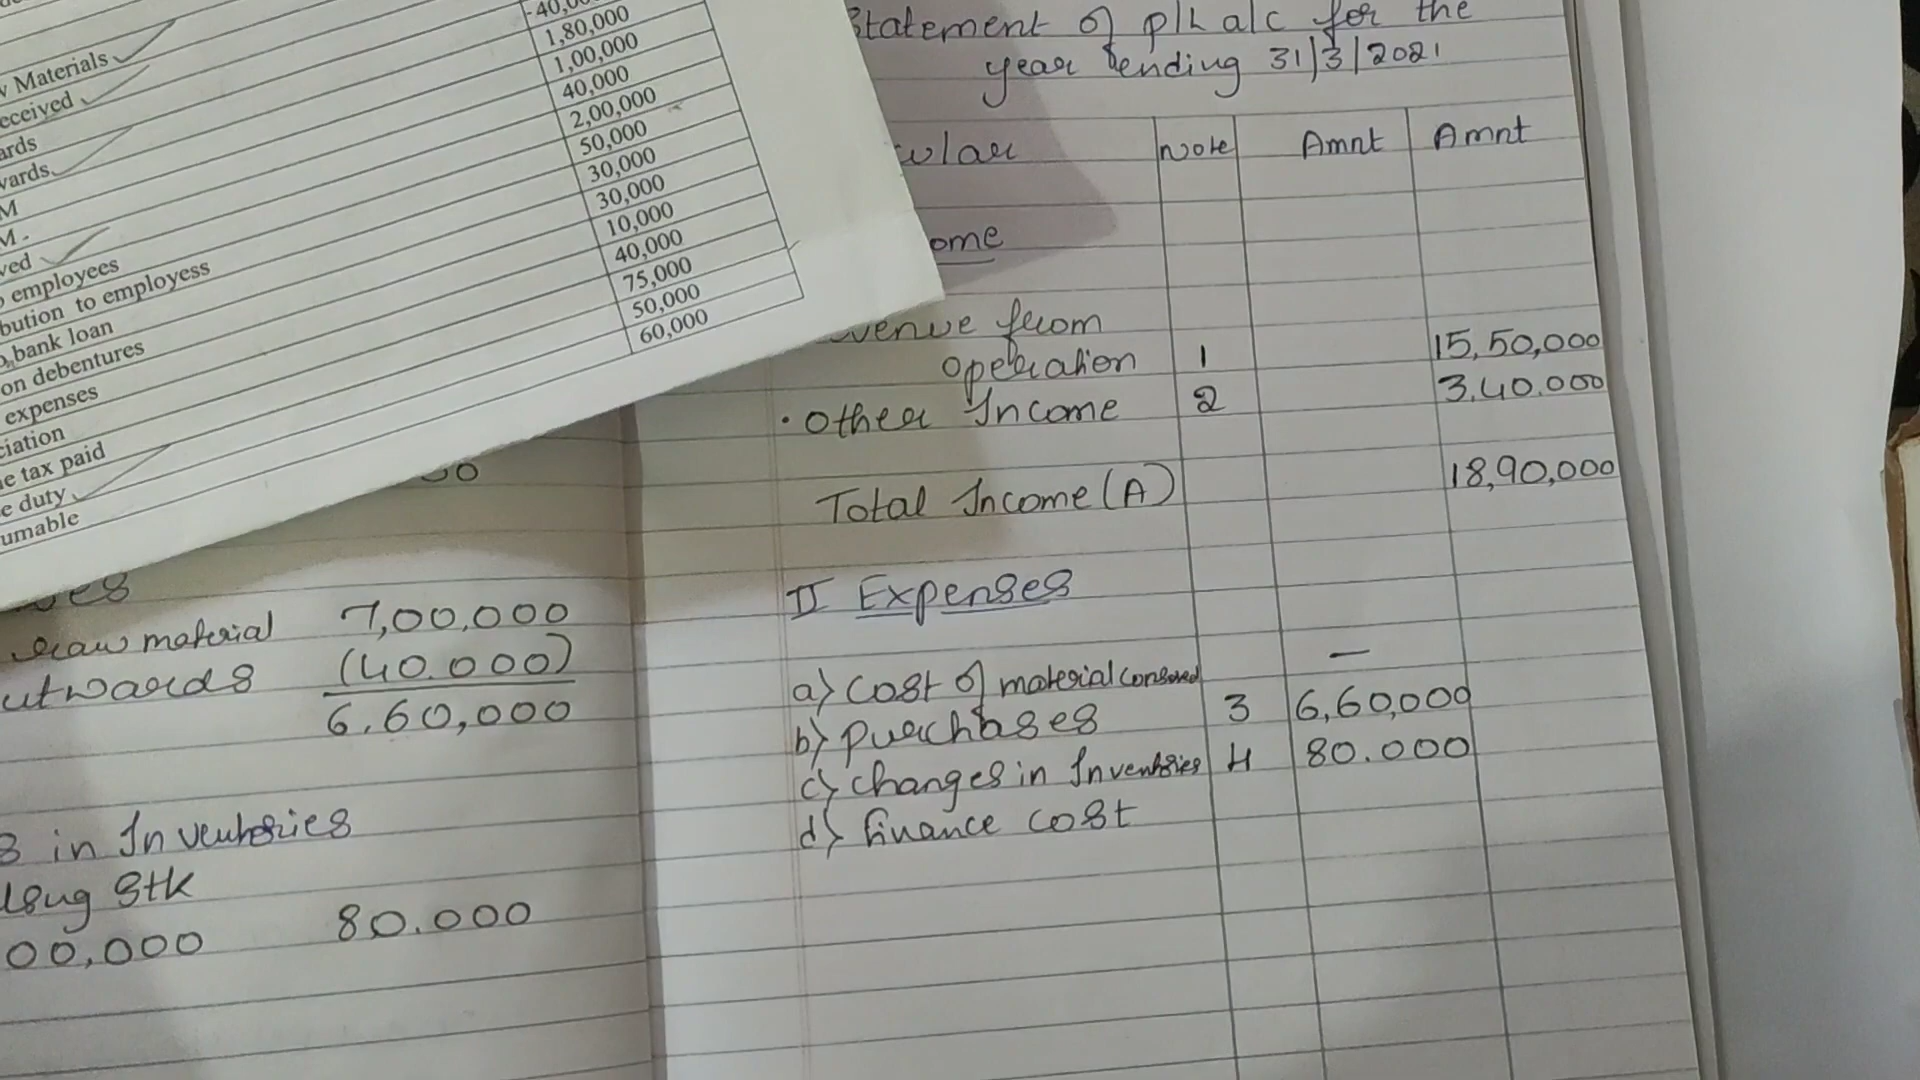 -40,000
w Materials 1,80,000
eceived 1,00,000
ards 40,000
wards 2,00,000
M 50,000
M. 30,000
ved 30,000
employees 10,000
bution to employess 40,000
bank loan 75,000
on debentures 50,000
expenses 60,000
ciation
e tax paid
e duty
umable
raw material 7,00,000
utwards (40.000)
6.60,000
s in Inventories
lsug Stk
00,000 80.000
Statement of p/L a/c for the
year ending 31/3/2021
cular Note Amnt Amnt
ome
venue from
operation 1 15,50,000
• Other Income 2 3,40.000
Total Income (A) 18,90,000
II Expenses
a) Cost of material consumed —
b) purchases 3 6,60,000
c) changes in Inventories 4 80.000
d) finance cost